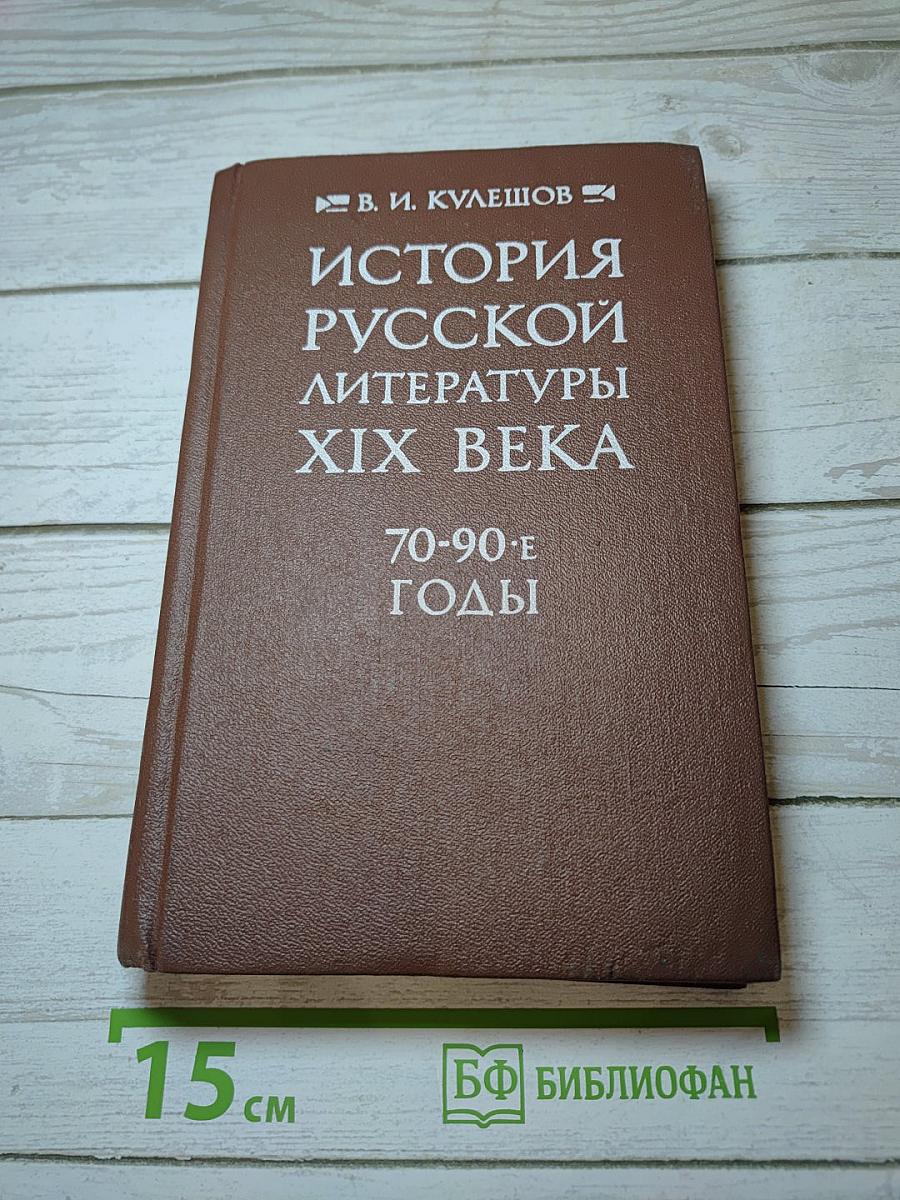 В. И. КУЛЕШОВ
ИСТОРИЯ
РУССКОЙ
ЛИТЕРАТУРЫ
XIX ВЕКА
70-90-Е
ГОДЫ
15 СМ
БФ БИБЛИОФАН